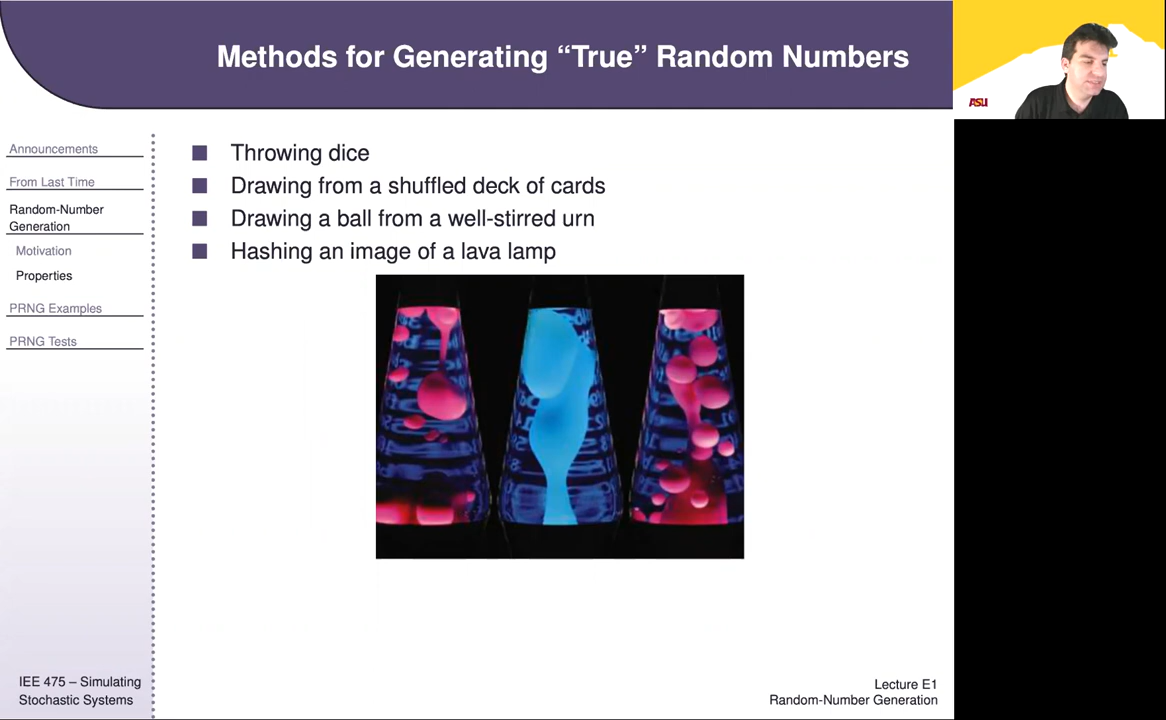 Methods for Generating “True” Random Numbers
ASU
Announcements
From Last Time
Random-Number
Generation
Motivation
Properties
PRNG Examples
PRNG Tests
Throwing dice
Drawing from a shuffled deck of cards
Drawing a ball from a well-stirred urn
Hashing an image of a lava lamp
IEE 475 – Simulating
Stochastic Systems
Lecture E1
Random-Number Generation